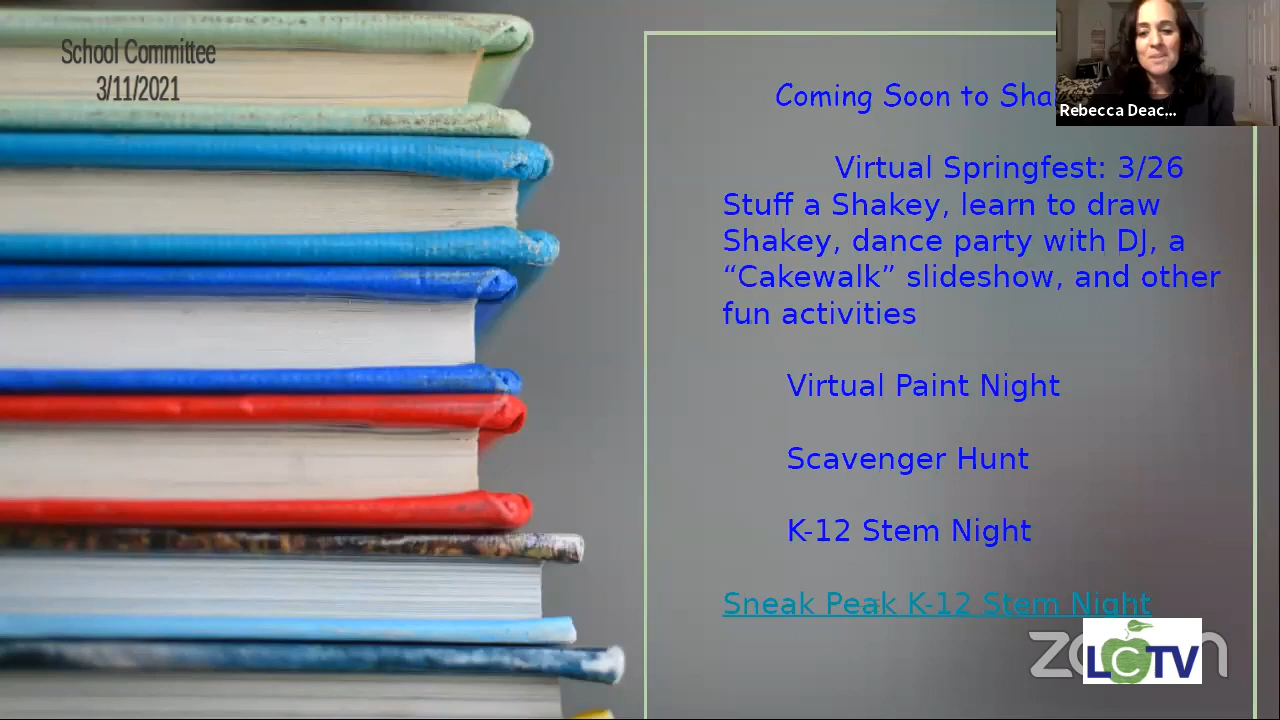 School Committee
3/11/2021
Coming Soon to
Rebecca Deac...
Virtual Springfest: 3/26
Stuff a Shakey, learn to draw
Shakey, dance party with DJ, a
“Cakewalk” slideshow, and other
fun activities
Virtual Paint Night
Scavenger Hunt
K-12 Stem Night
Sneak Peak K-12 Stem Night
zoom
LCTV